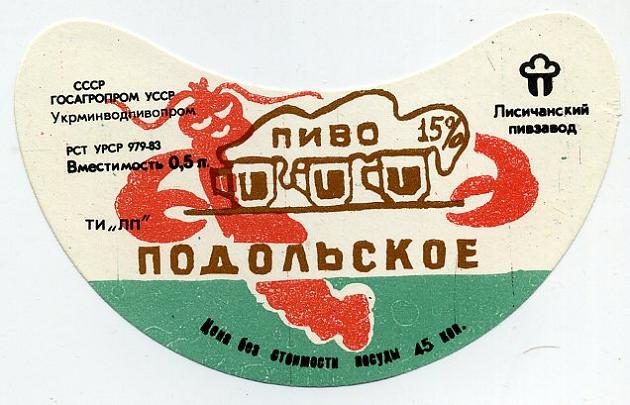 СССР
ГОСАГРОПРОМ УССР
Укрминводпивопром
РСТ УРСР 979-83
Вместимость 0,5 л.
ТИ „ЛП"
Лисичанский
пивзавод
ПИВО 15%
ПОДОЛЬСКОЕ
Цена без стоимости посуды 45 коп.